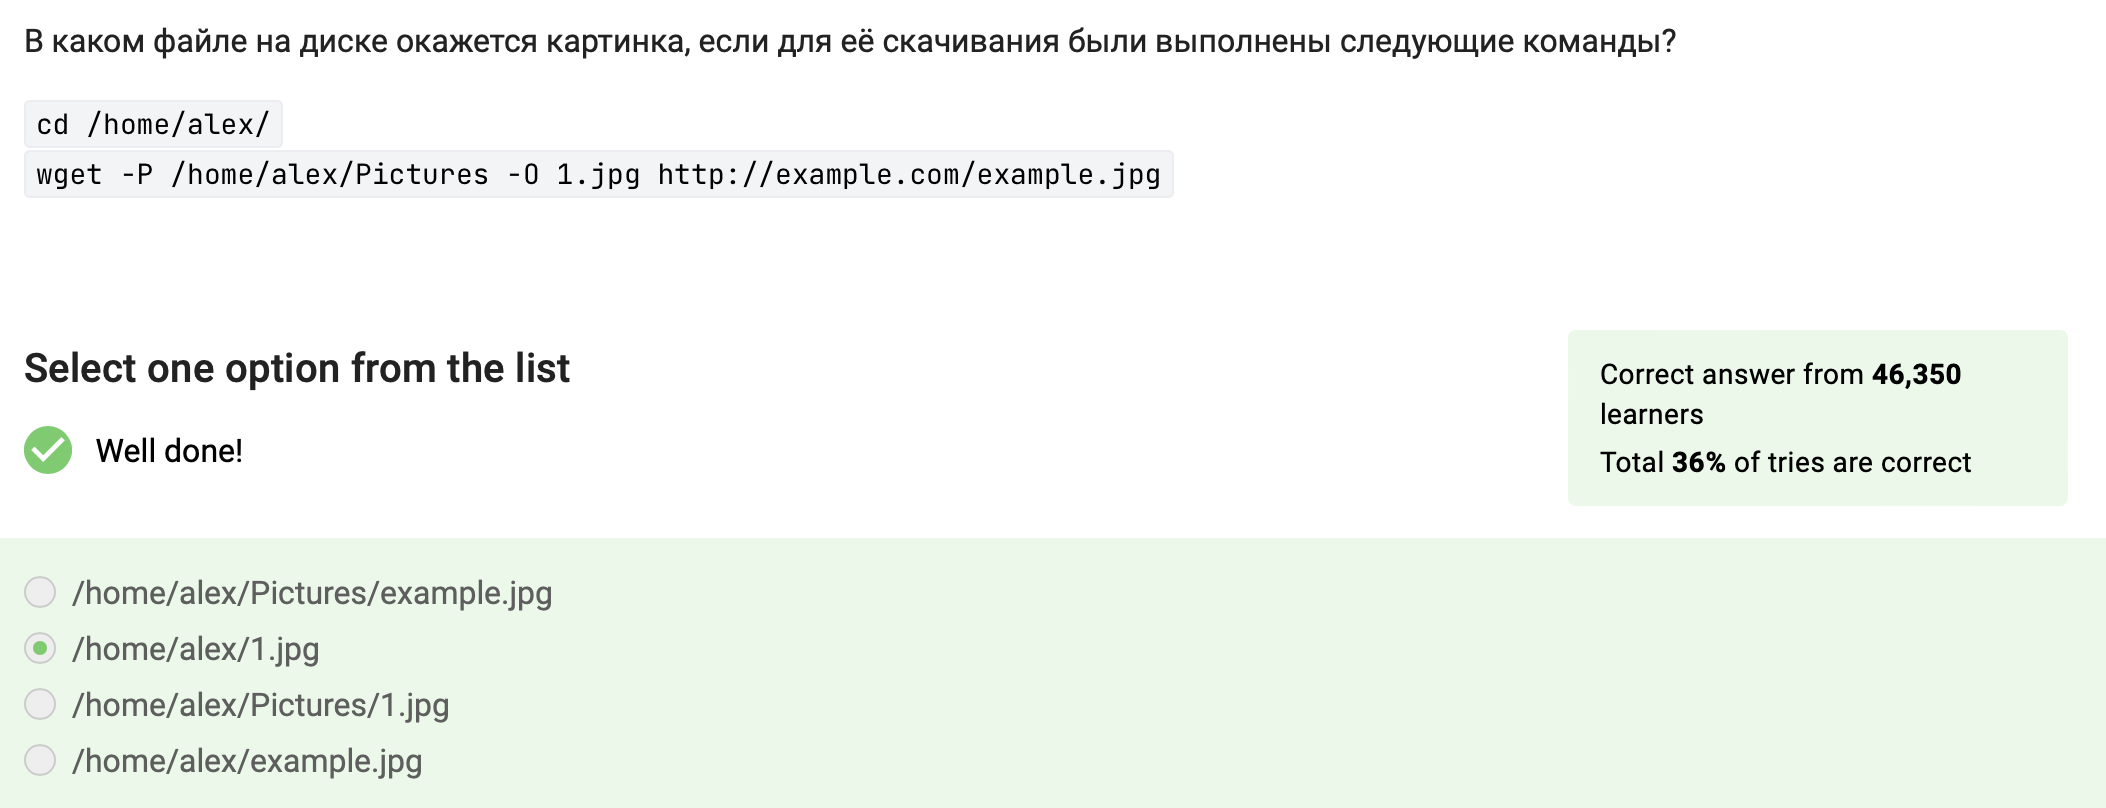 В каком файле на диске окажется картинка, если для её скачивания были выполнены следующие команды?
cd /home/alex/
wget -P /home/alex/Pictures -O 1.jpg http://example.com/example.jpg
Select one option from the list
Well done!
Correct answer from 46,350
learners
Total 36% of tries are correct
/home/alex/Pictures/example.jpg
/home/alex/1.jpg
/home/alex/Pictures/1.jpg
/home/alex/example.jpg